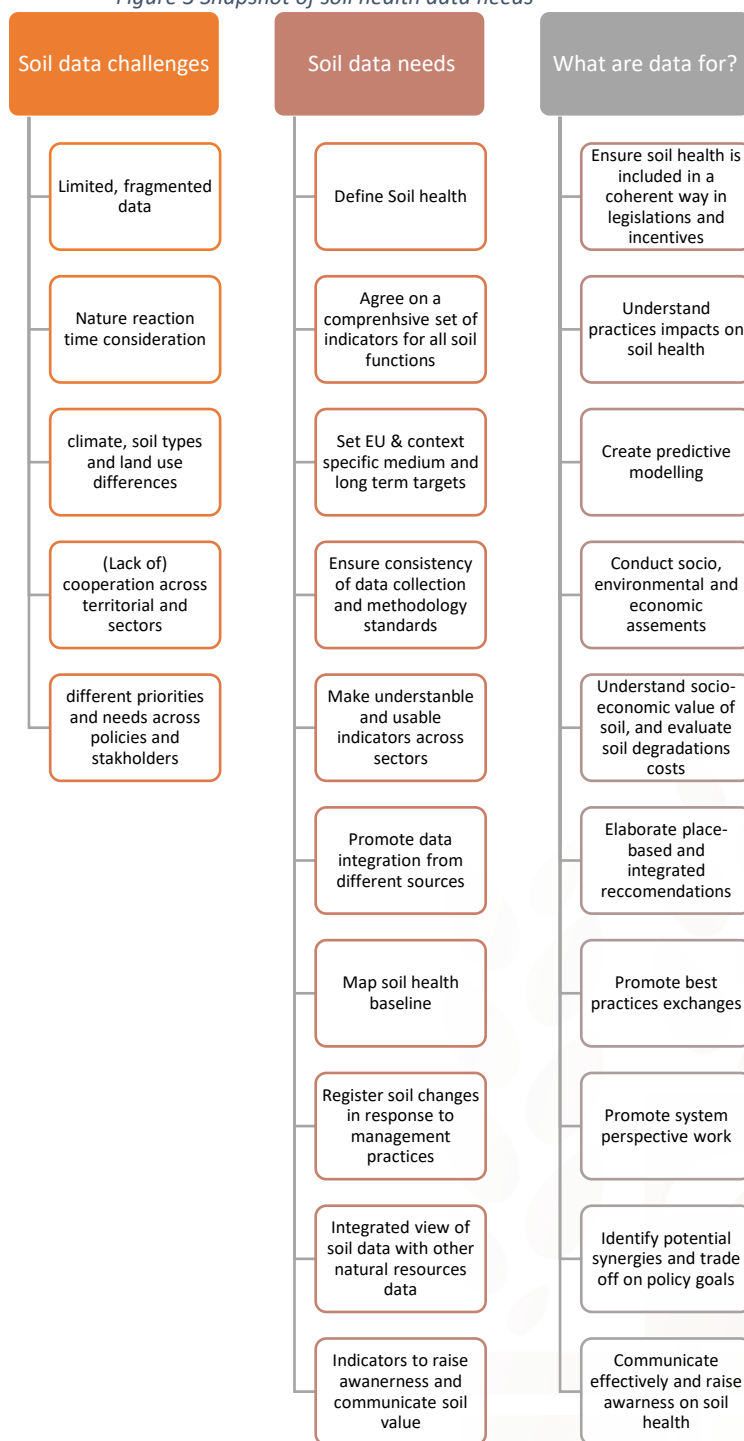 Figure 3 Snapshot of soil health data needs
Soil data challenges
Limited, fragmented
data
Nature reaction
time consideration
climate, soil types
and land use
differences
(Lack of)
cooperation across
territorial and
sectors
different priorities
and needs across
policies and
stakholders
Soil data needs
Define Soil health
Agree on a
comprenhsive set of
indicators for all soil
functions
Set EU & context
specific medium and
long term targets
Ensure consistency
of data collection
and methodology
standards
Make understanble
and usable
indicators across
sectors
Promote data
integration from
different sources
Map soil health
baseline
Register soil changes
in response to
management
practices
Integrated view of
soil data with other
natural resources
data
Indicators to raise
awanerness and
communicate soil
value
What are data for?
Ensure soil health is
included in a
coherent way in
legislations and
incentives
Understand
practices impacts on
soil health
Create predictive
modelling
Conduct socio,
environmental and
economic
assements
Understand socio-
economic value of
soil, and evaluate
soil degradations
costs
Elaborate place-
based and
integrated
reccomendations
Promote best
practices exchanges
Promote system
perspective work
Identify potential
synergies and trade
off on policy goals
Communicate
effectively and raise
awarness on soil
health